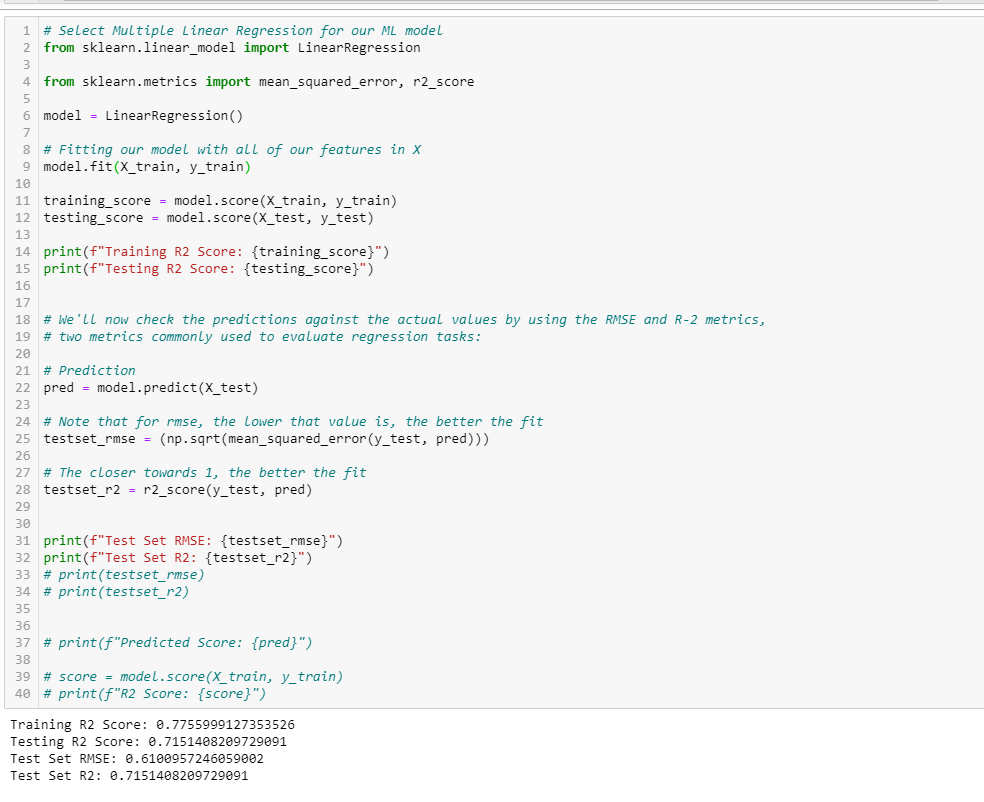 1 # Select Multiple Linear Regression for our ML model
2 from sklearn.linear_model import LinearRegression
3
4 from sklearn.metrics import mean_squared_error, r2_score
5
6 model = LinearRegression()
7
8 # Fitting our model with all of our features in X
9 model.fit(X_train, y_train)
10
11 training_score = model.score(X_train, y_train)
12 testing_score = model.score(X_test, y_test)
13
14 print(f"Training R2 Score: {training_score}")
15 print(f"Testing R2 Score: {testing_score}")
16
17
18 # We'll now check the predictions against the actual values by using the RMSE and R-2 metrics,
19 # two metrics commonly used to evaluate regression tasks:
20
21 # Prediction
22 pred = model.predict(X_test)
23
24 # Note that for rmse, the lower that value is, the better the fit
25 testset_rmse = (np.sqrt(mean_squared_error(y_test, pred)))
26
27 # The closer towards 1, the better the fit
28 testset_r2 = r2_score(y_test, pred)
29
30
31 print(f"Test Set RMSE: {testset_rmse}")
32 print(f"Test Set R2: {testset_r2}")
33 # print(testset_rmse)
34 # print(testset_r2)
35
36
37 # print(f"Predicted Score: {pred}")
38
39 # score = model.score(X_train, y_train)
40 # print(f"R2 Score: {score}")
Training R2 Score: 0.7755999127353526
Testing R2 Score: 0.7151408209729091
Test Set RMSE: 0.6100957246059002
Test Set R2: 0.7151408209729091